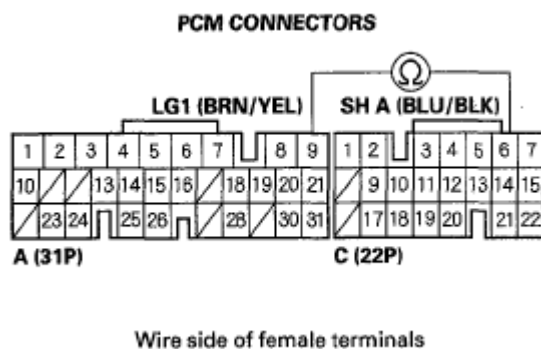 PCM CONNECTORS
Ω
LG1 (BRN/YEL) SH A (BLU/BLK)
1 2 3 4 5 6 7 8 9 1 2 3 4 5 6 7
10 13 14 15 16 18 19 20 21 9 10 11 12 13 14 15
23 24 25 26 28 30 31 17 18 19 20 21 22
A (31P) C (22P)
Wire side of female terminals